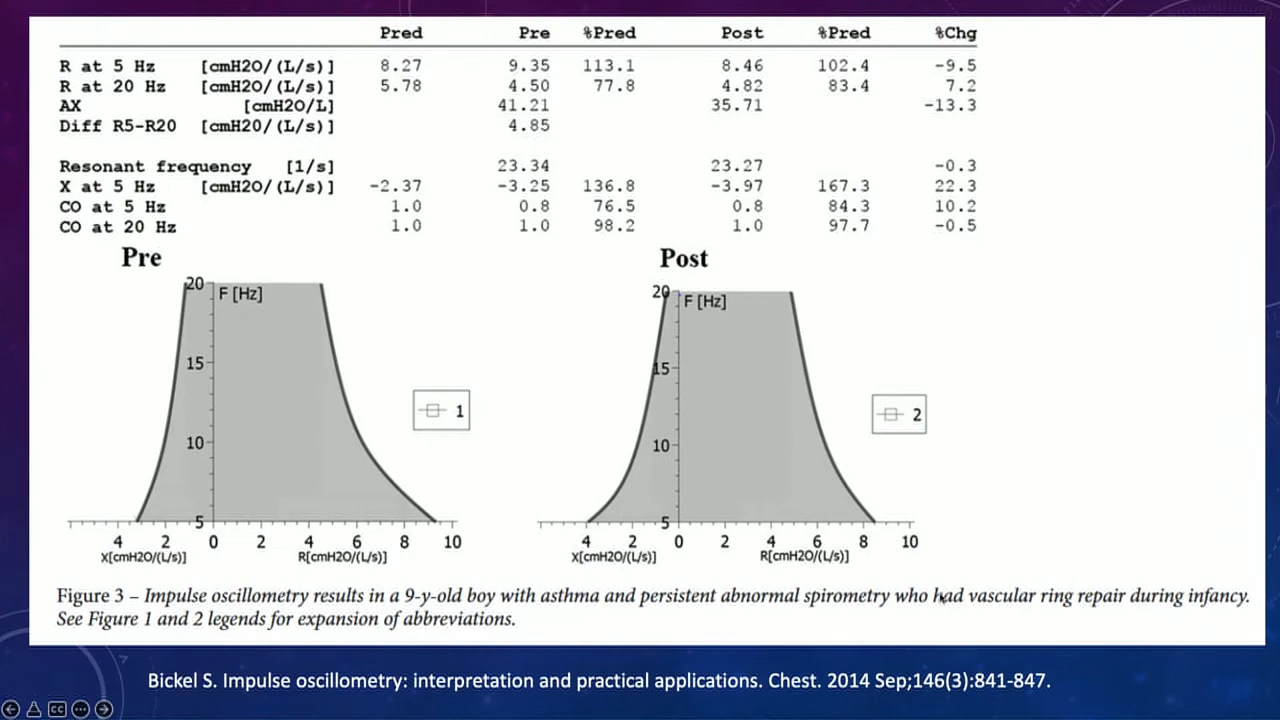 Pred Pre %Pred Post %Pred %Chg
R at 5 Hz [cmH2O/(L/s)] 8.27 9.35 113.1 8.46 102.4 -9.5
R at 20 Hz [cmH2O/(L/s)] 5.78 4.50 77.8 4.82 83.4 7.2
AX [cmH2O/L] 41.21 35.71 -13.3
Diff R5-R20 [cmH20/(L/s)] 4.85
Resonant frequency [1/s] 23.34 23.27 -0.3
X at 5 Hz [cmH2O/(L/s)] -2.37 -3.25 136.8 -3.97 167.3 22.3
CO at 5 Hz 1.0 0.8 76.5 0.8 84.3 10.2
CO at 20 Hz 1.0 1.0 98.2 1.0 97.7 -0.5
Pre
20 F [Hz]
15
1
10
5
4 2 0 2 4 6 8 10
X[cmH2O/(L/s)] R[cmH2O/(L/s)]
Post
20 F [Hz]
15
2
10
5
4 2 0 2 4 6 8 10
X[cmH2O/(L/s)] R[cmH2O/(L/s)]
Figure 3 – Impulse oscillometry results in a 9-y-old boy with asthma and persistent abnormal spirometry who had vascular ring repair during infancy.
See Figure 1 and 2 legends for expansion of abbreviations.
Bickel S. Impulse oscillometry: interpretation and practical applications. Chest. 2014 Sep;146(3):841-847.
CC